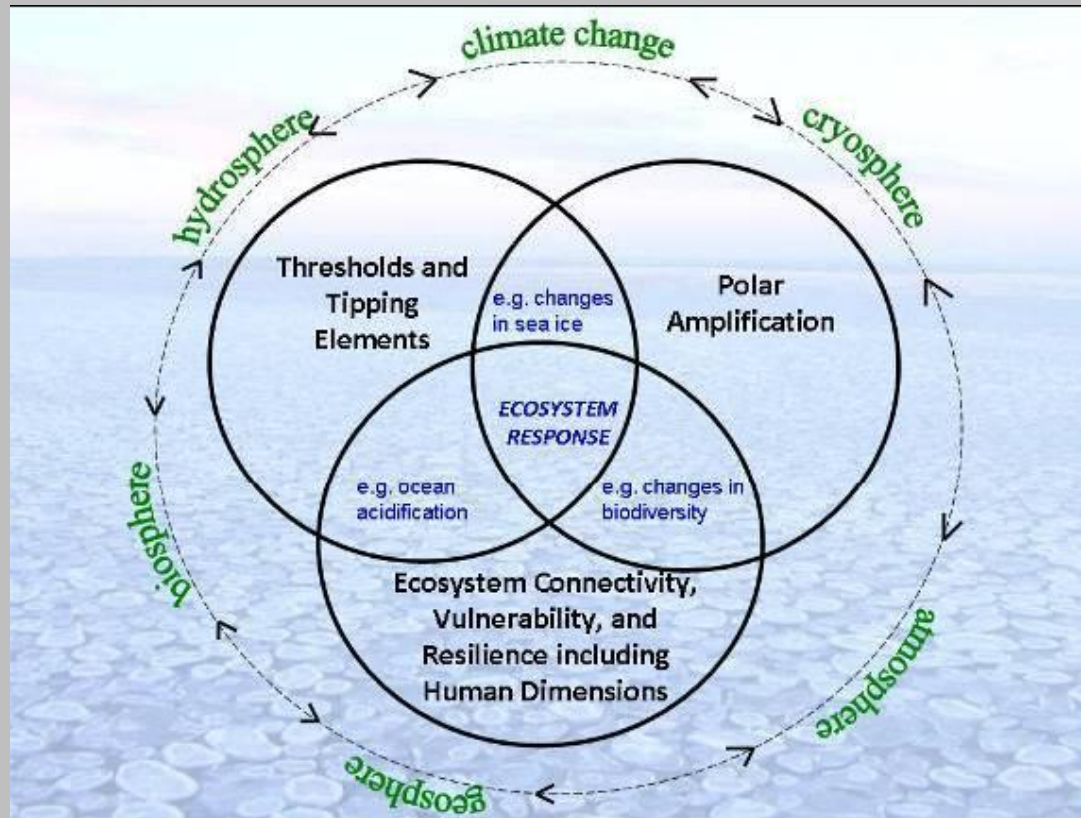 climate change
hydrosphere
cryosphere
Thresholds and
Tipping
Elements
e.g. changes
in sea ice
Polar
Amplification
ECOSYSTEM
RESPONSE
e.g. ocean
acidification
e.g. changes in
biodiversity
biosphere
Ecosystem Connectivity,
Vulnerability, and
Resilience including
Human Dimensions
atmosphere
geosphere